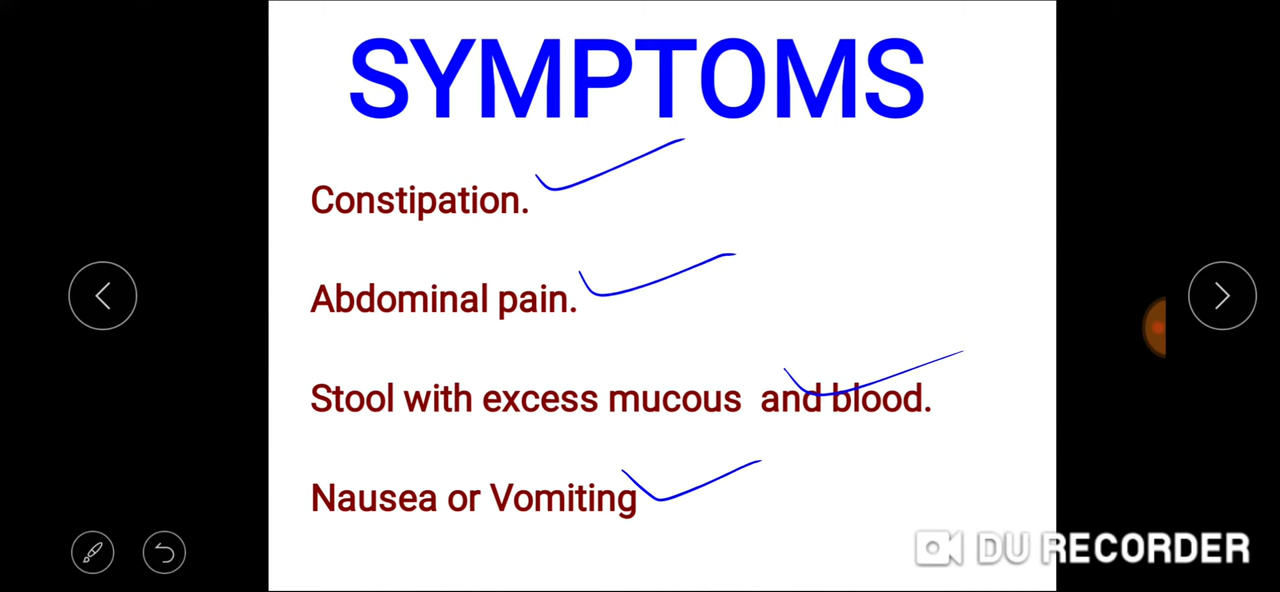 SYMPTOMS
Constipation.
Abdominal pain.
Stool with excess mucous  and blood.
Nausea or Vomiting
DU RECORDER